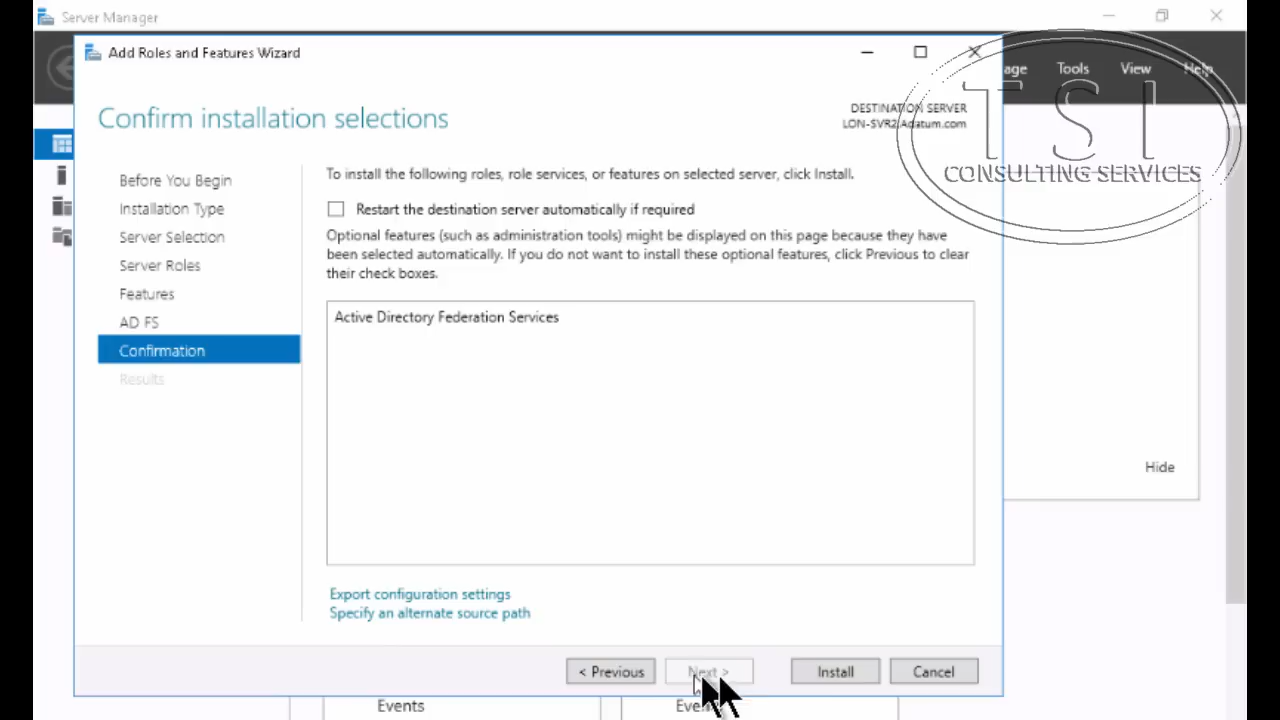 Server Manager
Add Roles and Features Wizard
age Tools View Help
Confirm installation selections
DESTINATION SERVER
LON-SVR2.Adatum.com
T S I
CONSULTING SERVICES
Before You Begin
Installation Type
Server Selection
Server Roles
Features
AD FS
Confirmation
Results
To install the following roles, role services, or features on selected server, click Install.
Restart the destination server automatically if required
Optional features (such as administration tools) might be displayed on this page because they have
been selected automatically. If you do not want to install these optional features, click Previous to clear
their check boxes.
Active Directory Federation Services
Hide
Export configuration settings
Specify an alternate source path
< Previous Next > Install Cancel
Events Events